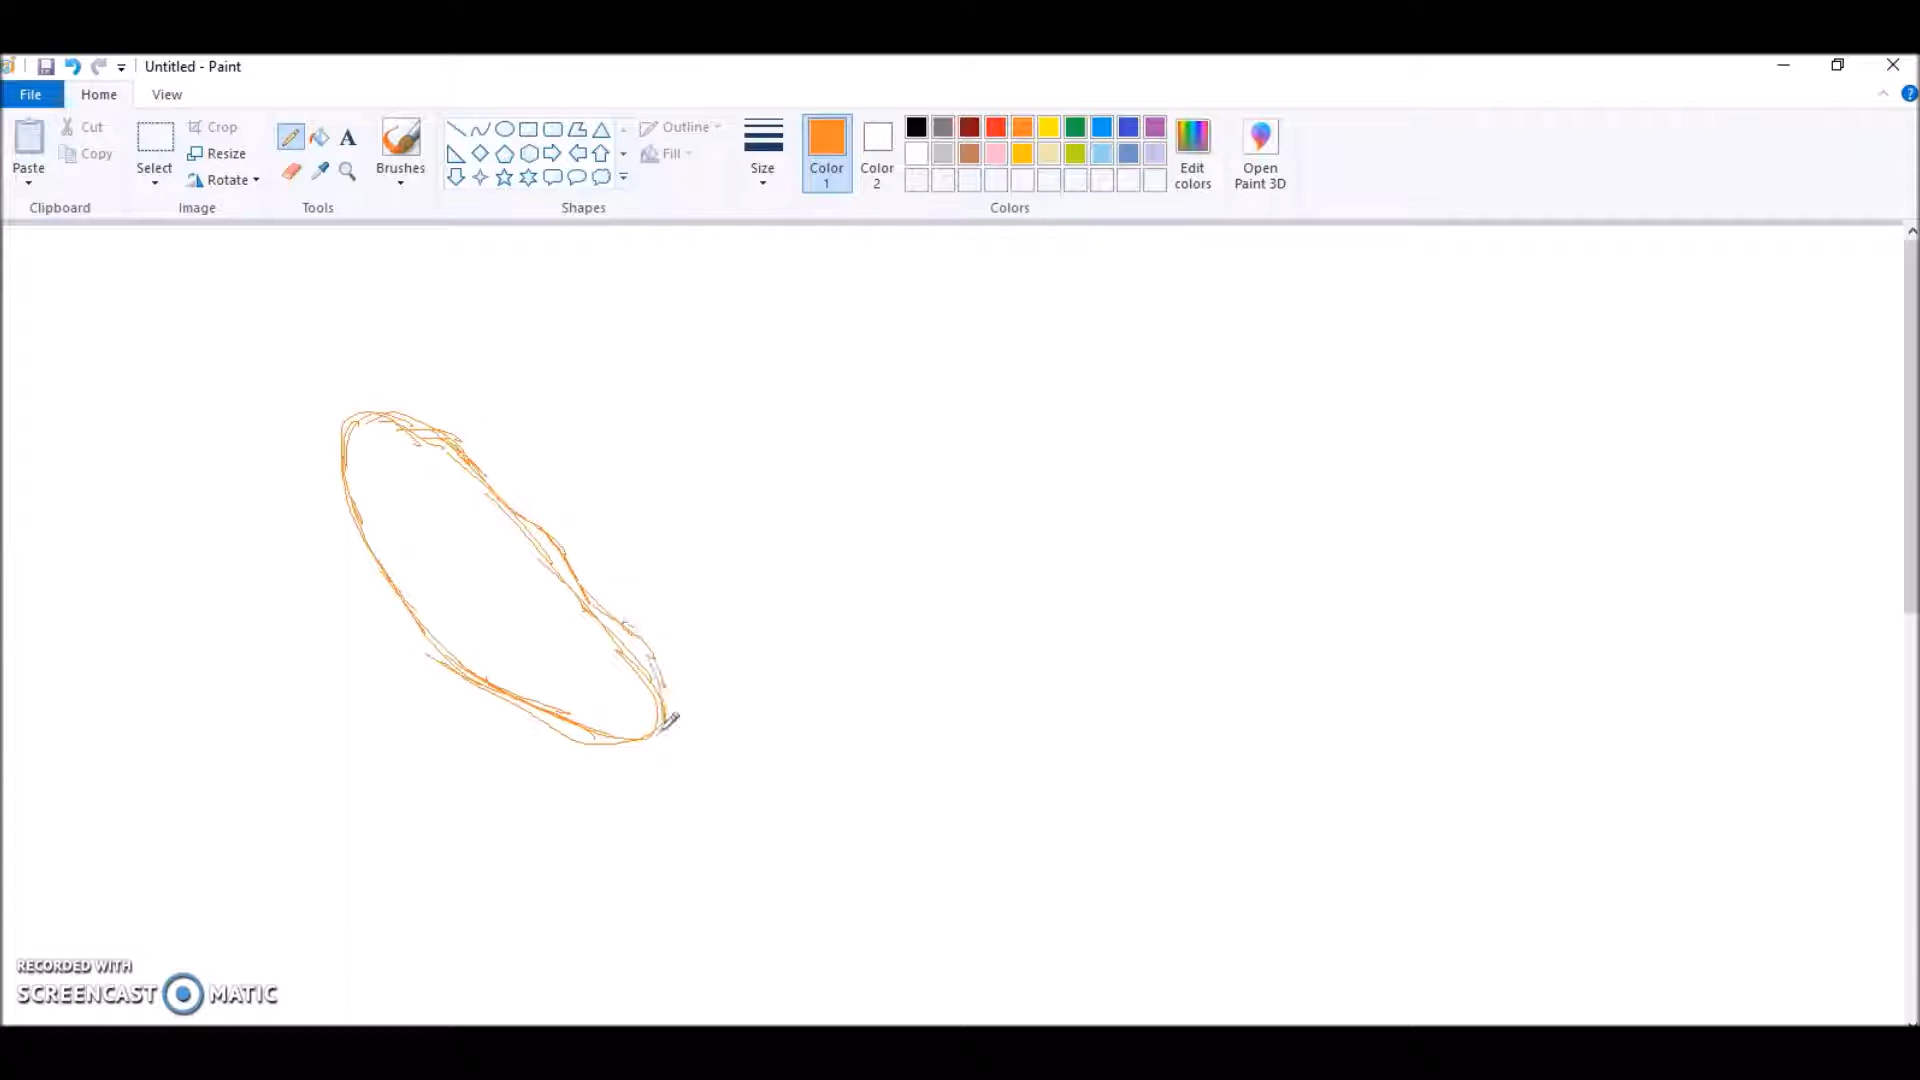 Untitled - Paint
File Home View
Paste
Cut
Copy
Clipboard
Select
Crop
Resize
Rotate
Image
A
Tools
Brushes
Shapes
Outline
Fill
Size
Color 1
Color 2
Colors
Edit colors
Open Paint 3D
?
RECORDED WITH
SCREENCAST MATIC